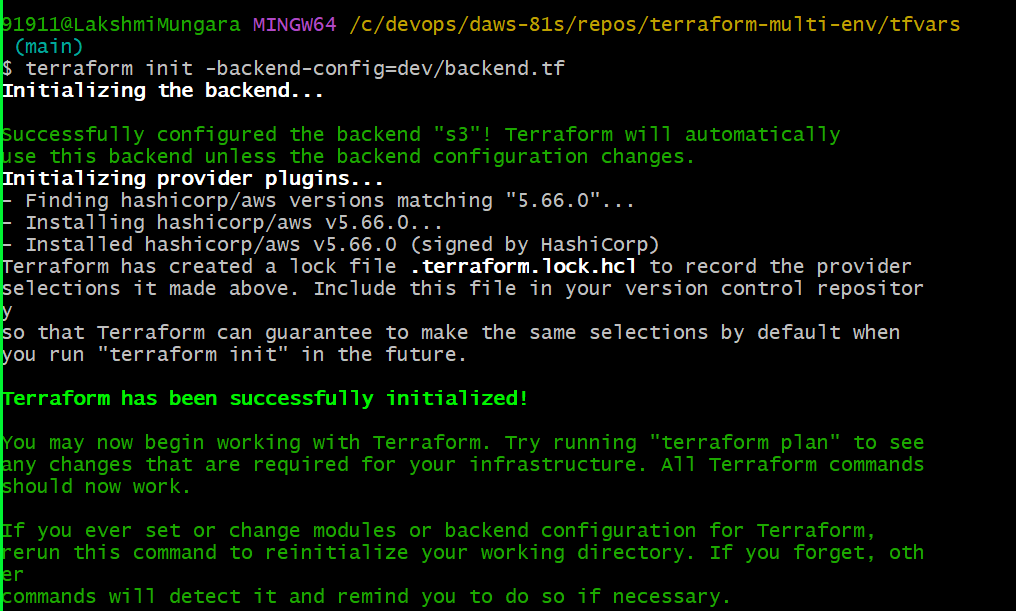 91911@LakshmiMungara MINGW64 /c/devops/daws-81s/repos/terraform-multi-env/tfvars
(main)
$ terraform init -backend-config=dev/backend.tf
Initializing the backend...
Successfully configured the backend "s3"! Terraform will automatically
use this backend unless the backend configuration changes.
Initializing provider plugins...
- Finding hashicorp/aws versions matching "5.66.0"...
- Installing hashicorp/aws v5.66.0...
- Installed hashicorp/aws v5.66.0 (signed by HashiCorp)
Terraform has created a lock file .terraform.lock.hcl to record the provider
selections it made above. Include this file in your version control repositor
y
so that Terraform can guarantee to make the same selections by default when
you run "terraform init" in the future.
Terraform has been successfully initialized!
You may now begin working with Terraform. Try running "terraform plan" to see
any changes that are required for your infrastructure. All Terraform commands
should now work.
If you ever set or change modules or backend configuration for Terraform,
rerun this command to reinitialize your working directory. If you forget, oth
er
commands will detect it and remind you to do so if necessary.